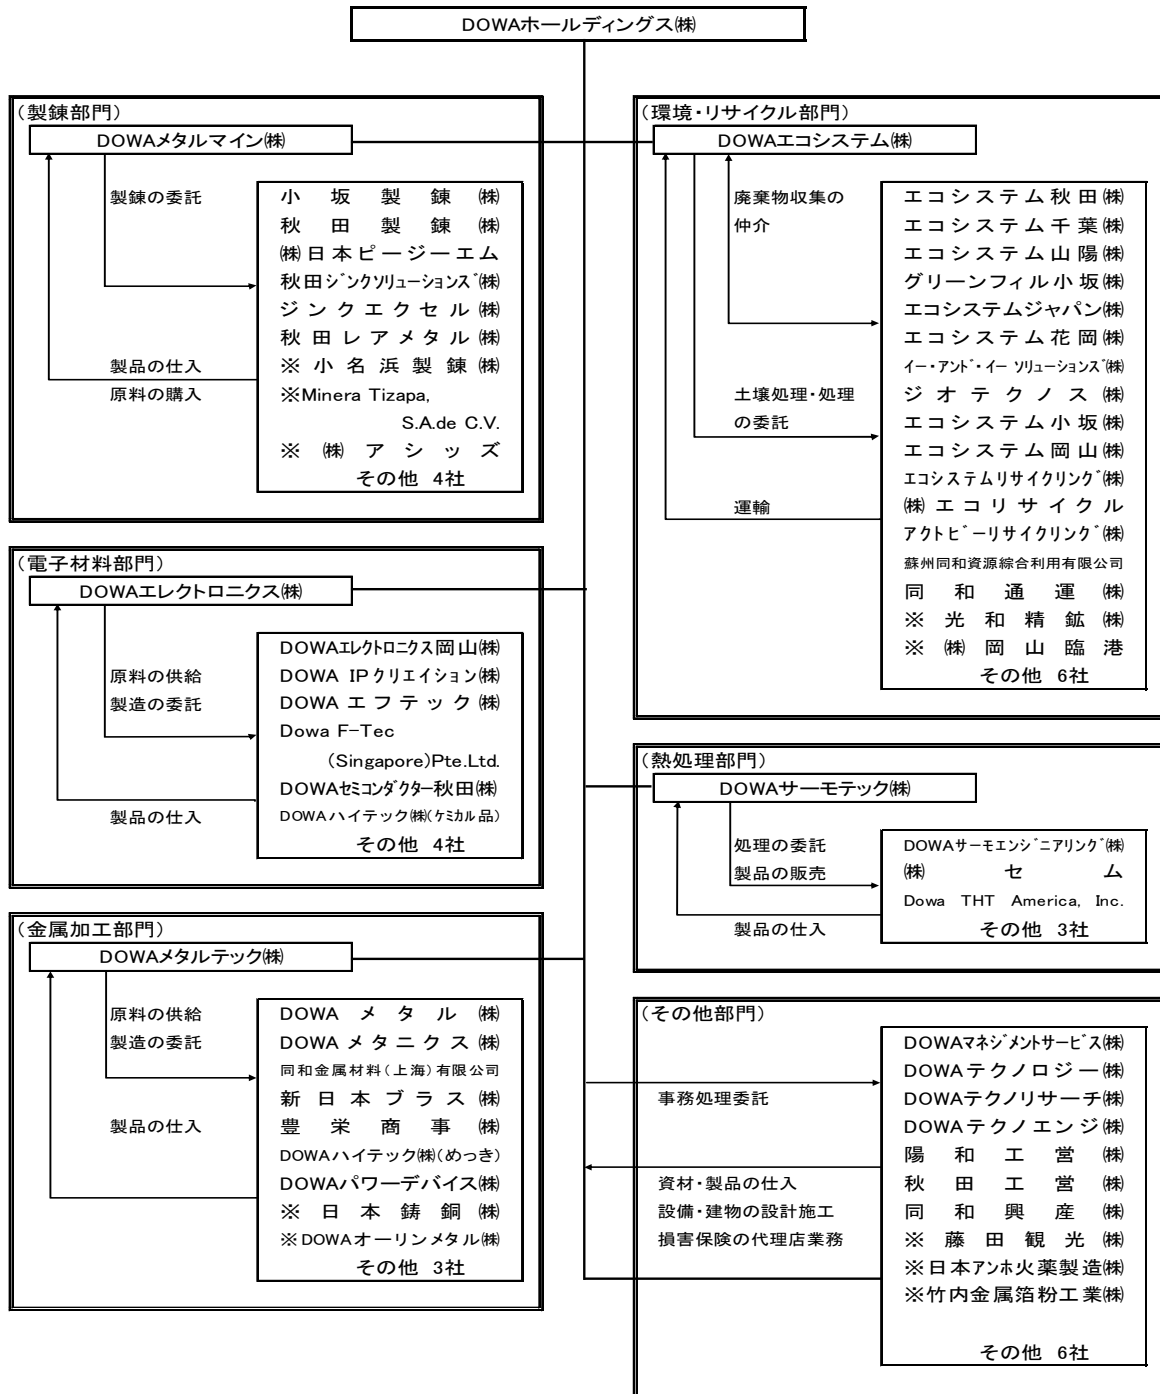 DOWAホールディングス㈱
(製錬部門)
DOWAメタルマイン㈱
製錬の委託
小坂製錬㈱
秋田製錬㈱
㈱日本ピージーエム
秋田ジンクソリューションズ㈱
ジンクエクセル㈱
秋田レアメタル㈱
※小名浜製錬㈱
※Minera Tizapa,
S.A.de C.V.
※㈱アシッズ
その他 4社
製品の仕入
原料の購入
(電子材料部門)
DOWAエレクトロニクス㈱
原料の供給
製造の委託
DOWAエレクトロニクス岡山㈱
DOWA IPクリエイション㈱
DOWAエフテック㈱
Dowa F-Tec
(Singapore)Pte.Ltd.
DOWAセミコンダクター秋田㈱
DOWAハイテック㈱(ケミカル品)
その他 4社
製品の仕入
(金属加工部門)
DOWAメタルテック㈱
原料の供給
製造の委託
DOWAメタル㈱
DOWAメタニクス㈱
同和金属材料(上海)有限公司
新日本ブラス㈱
豊栄商事㈱
DOWAハイテック㈱(めっき)
DOWAパワーデバイス㈱
※日本鋳銅㈱
※DOWAオーリンメタル㈱
その他 3社
製品の仕入
(環境・リサイクル部門)
DOWAエコシステム㈱
廃棄物収集の
仲介
エコシステム秋田㈱
エコシステム千葉㈱
エコシステム山陽㈱
グリーンフィル小坂㈱
エコシステムジャパン㈱
エコシステム花岡㈱
イー・アンド・イー ソリューションズ㈱
ジオテクノス㈱
エコシステム小坂㈱
エコシステム岡山㈱
エコシステムリサイクリング㈱
㈱エコリサイクル
アクトビーリサイクリング㈱
蘇州同和資源綜合利用有限公司
同和通運㈱
※光和精鉱㈱
※㈱岡山臨港
その他 6社
土壌処理・処理
の委託
運輸
(熱処理部門)
DOWAサーモテック㈱
処理の委託
製品の販売
DOWAサーモエンジニアリング㈱
㈱セム
Dowa THT America, Inc.
その他 3社
製品の仕入
(その他部門)
事務処理委託
DOWAマネジメントサービス㈱
DOWAテクノロジー㈱
DOWAテクノリサーチ㈱
DOWAテクノエンジ㈱
陽和工営㈱
秋田工営㈱
同和興産㈱
※藤田観光㈱
※日本アンホ火薬製造㈱
※竹内金属箔粉工業㈱
その他 6社
資材・製品の仕入
設備・建物の設計施工
損害保険の代理店業務